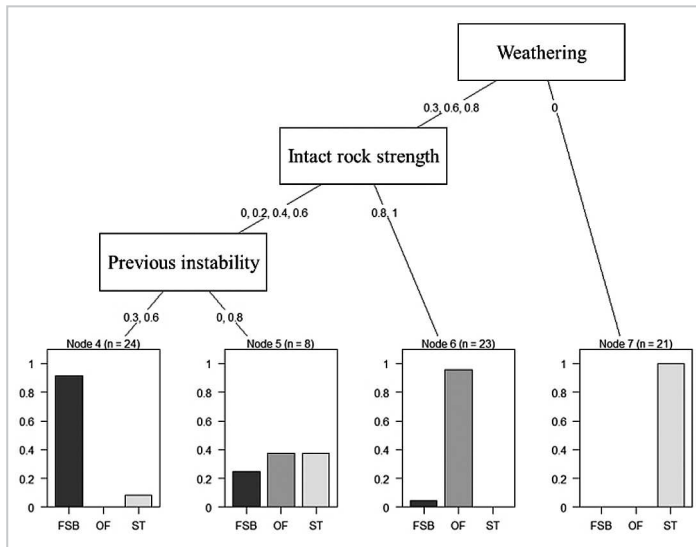 Weathering
0.3, 0.6, 0.8
0
Intact rock strength
0, 0.2, 0.4, 0.6
0.8, 1
Previous instability
0.3, 0.6
0, 0.8
Node 4 (n = 24)
1
0.8
0.6
0.4
0.2
0
FSB OF ST
Node 5 (n = 8)
1
0.8
0.6
0.4
0.2
0
FSB OF ST
Node 6 (n = 23)
1
0.8
0.6
0.4
0.2
0
FSB OF ST
Node 7 (n = 21)
1
0.8
0.6
0.4
0.2
0
FSB OF ST